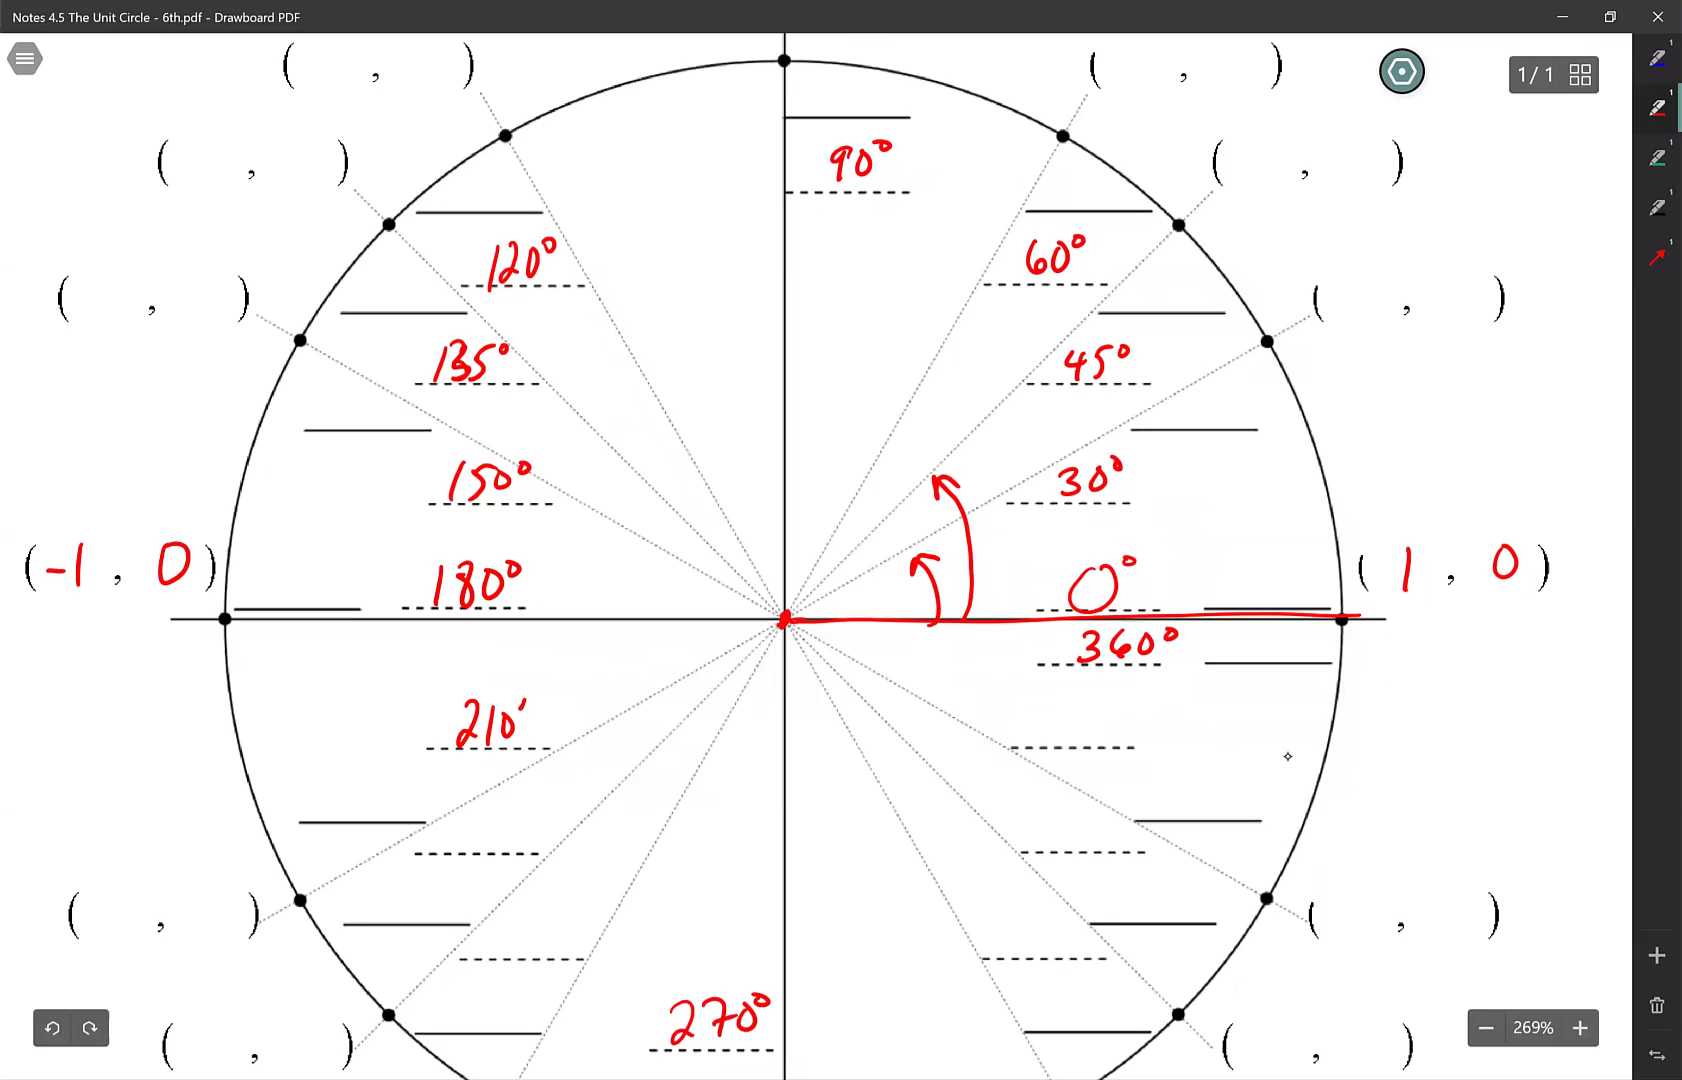 Notes 4.5 The Unit Circle - 6th.pdf - Drawboard PDF
( , ) ( , )
1 / 1
90°
( , ) ( , )
120° 60°
( , ) ( , )
135° 45°
150° 30°
(-1 , 0) 180° 0° ( 1 , 0 )
360°
210'
( , ) ( , )
270°
( , ) ( , )
269%